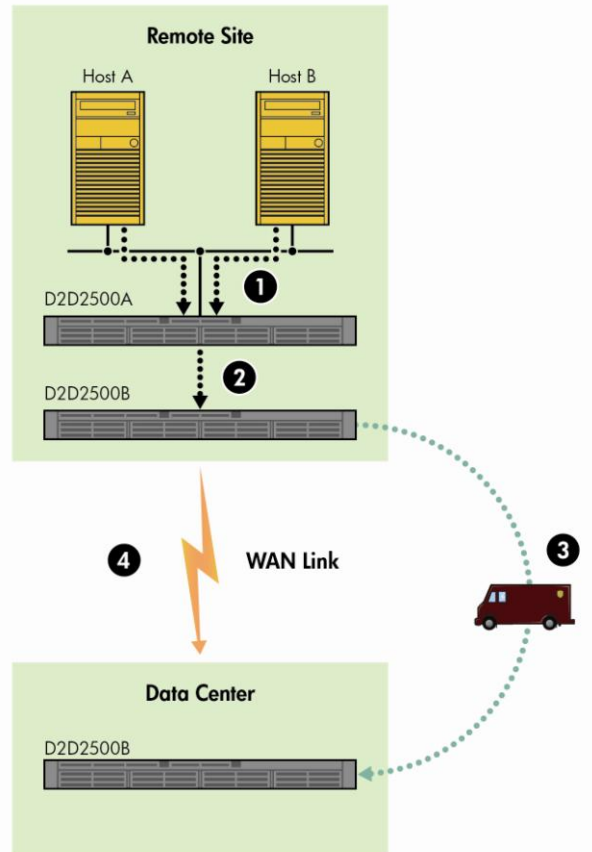 Remote Site
Host A
Host B
1
D2D2500A
2
D2D2500B
3
4
WAN Link
Data Center
D2D2500B